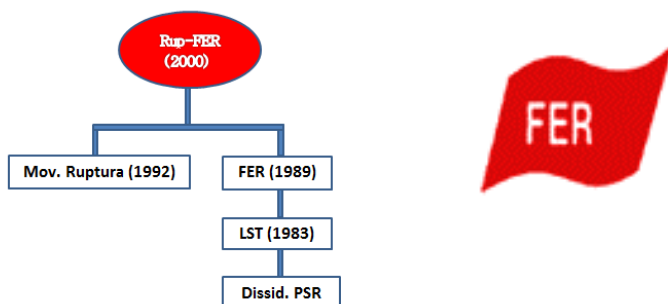 Rup-FER
(2000)
FER
Mov. Ruptura (1992)
FER (1989)
LST (1983)
Dissid. PSR